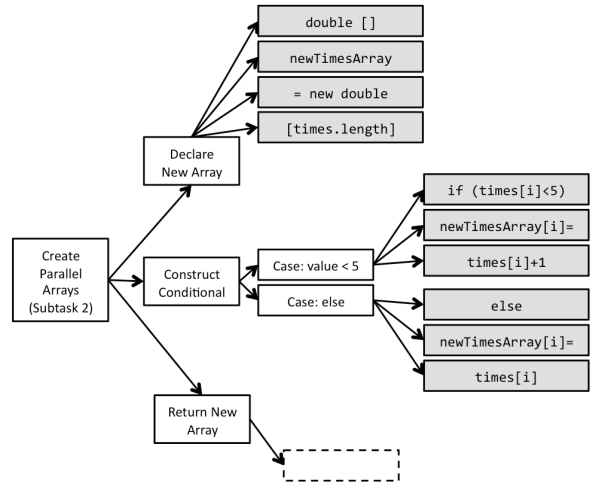 double []
newTimesArray
= new double
[times.length]
Declare
New Array
if (times[i]<5)
newTimesArray[i]=
times[i]+1
Create
Parallel
Arrays
(Subtask 2)
Construct
Conditional
Case: value < 5
Case: else
else
newTimesArray[i]=
times[i]
Return New
Array